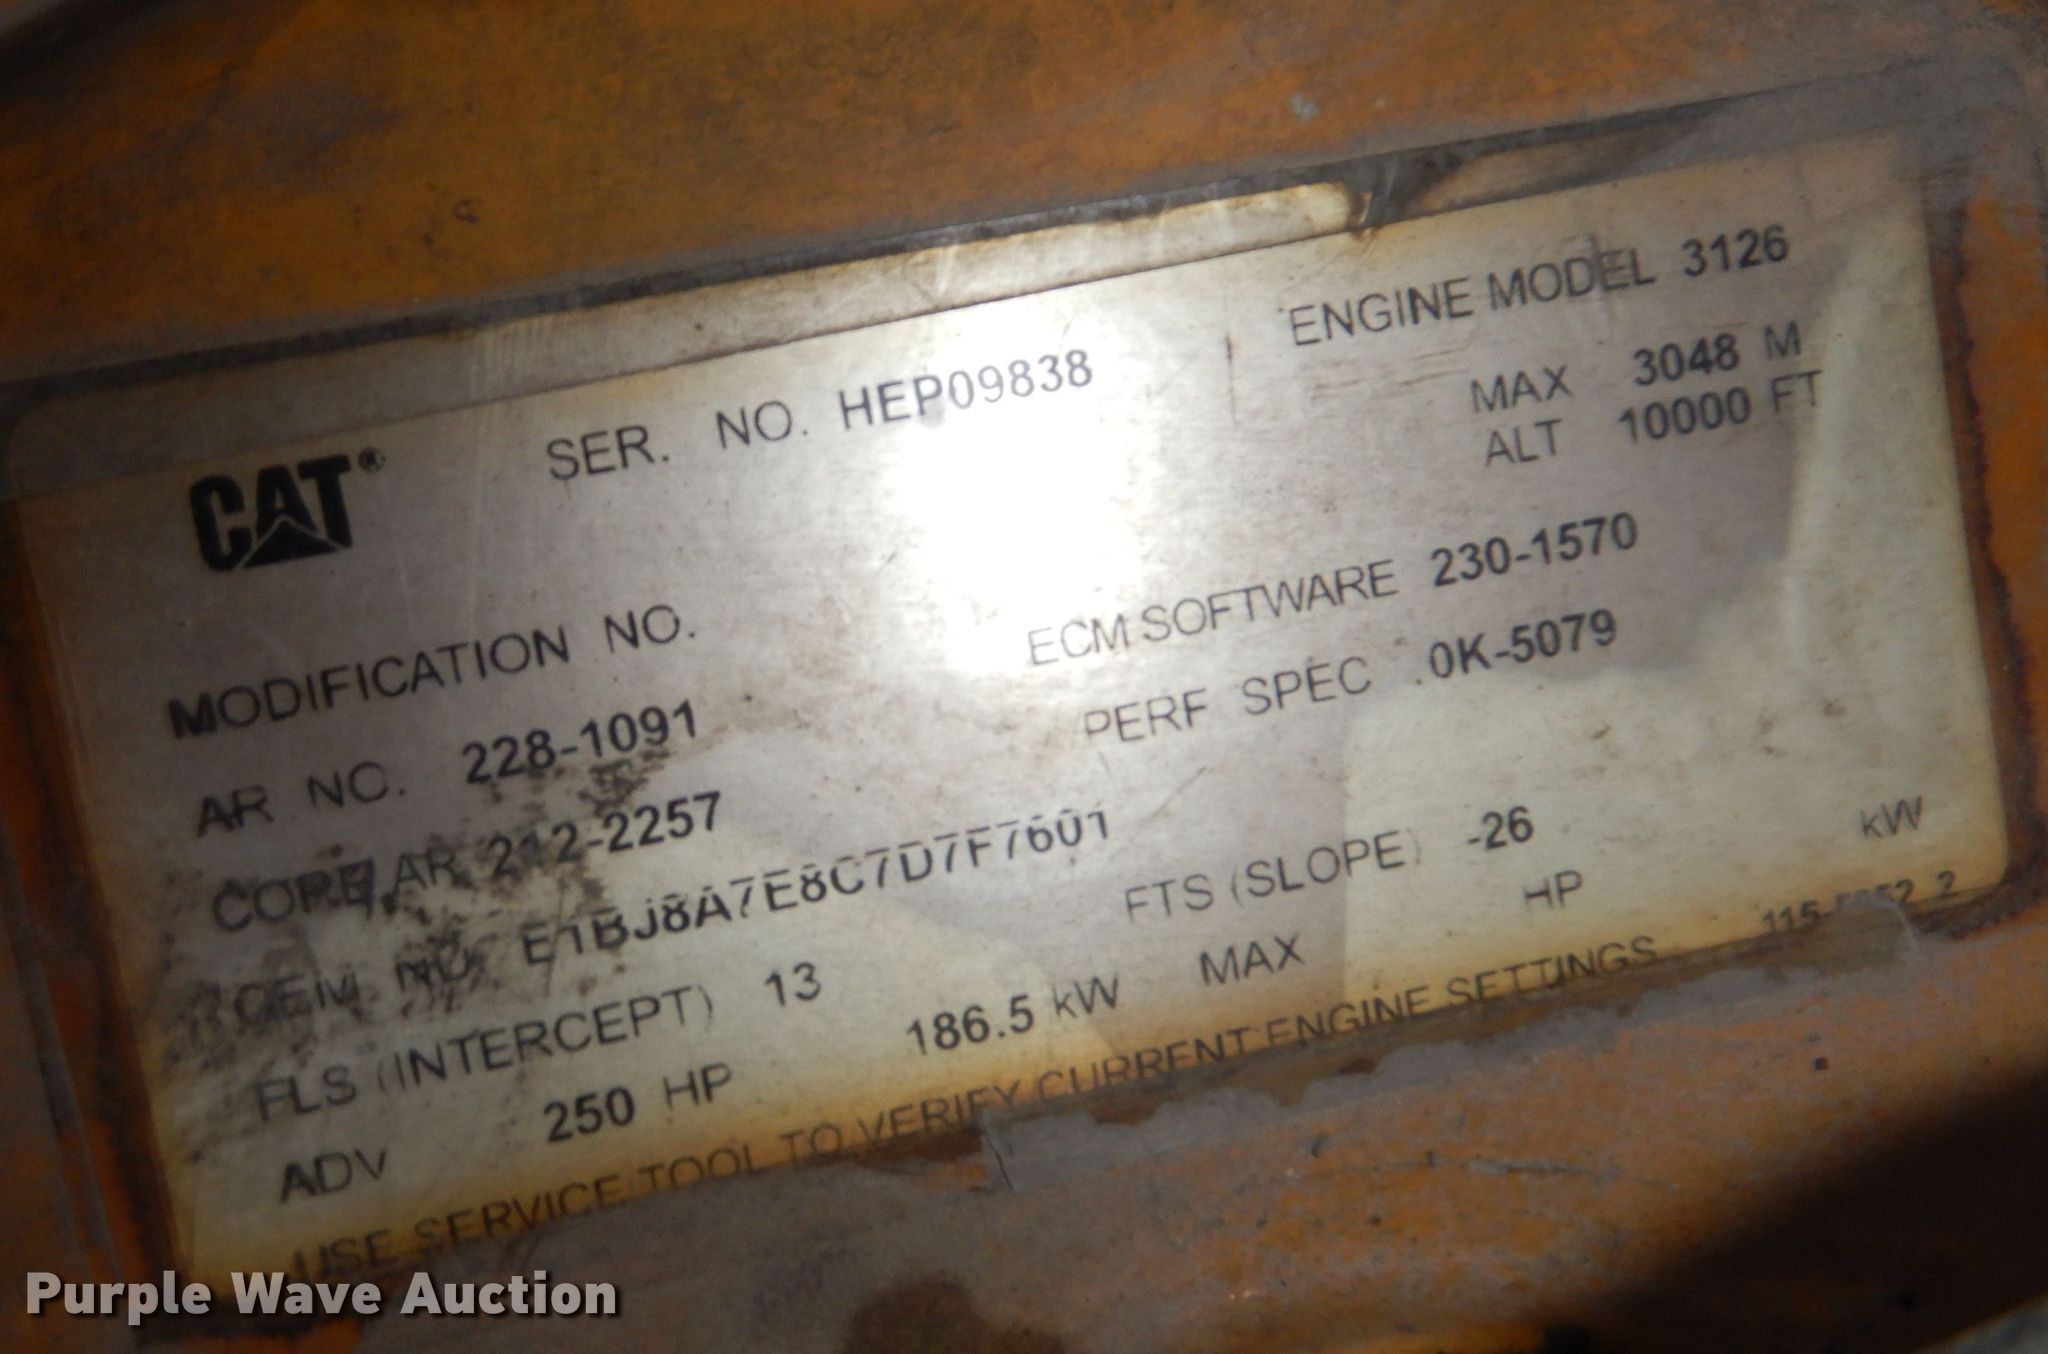 CAT® SER. NO. HEP09838 ENGINE MODEL 3126
MAX 3048 M
ALT 10000 FT
MODIFICATION NO. ECM SOFTWARE 230-1570
AR NO. 228-1091 PERF SPEC 0K-5079
CORE AR 212-2257
OEM NO. E1BJ8A7E8C7D7F7601
FLS (INTERCEPT) 13 FTS (SLOPE) -26
ADV 250 HP 186.5 kW MAX HP kW
USE SERVICE TOOL TO VERIFY CURRENT ENGINE SETTINGS 2
Purple Wave Auction